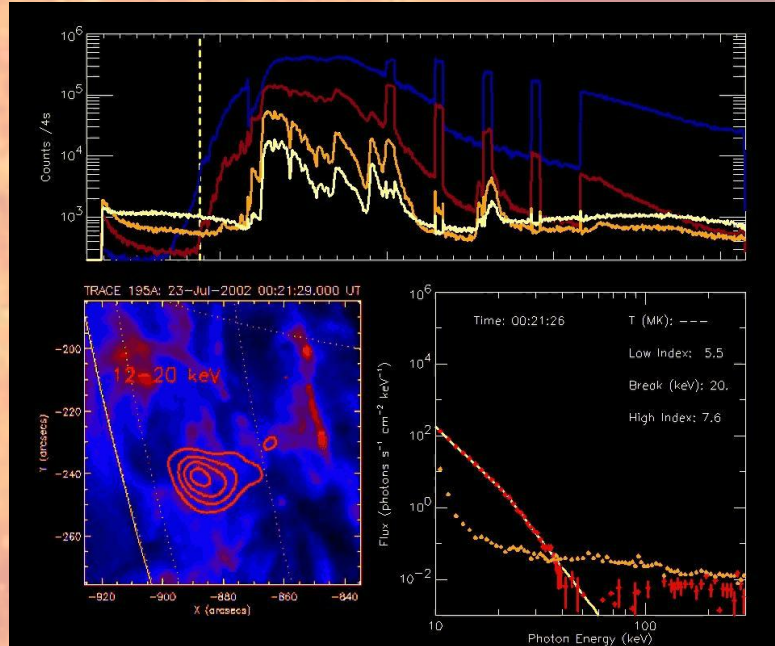 10⁶
10⁵
10⁴
10³
Counts /4s
TRACE 195A: 23-Jul-2002 00:21:29.000 UT
12-20 keV
-200
-220
-240
-260
Y (arcsecs)
-920 -900 -880 -860 -840
X (arcsecs)
10⁶
10⁴
10²
10⁰
10⁻²
Flux (photons s⁻¹ cm⁻² keV⁻¹)
Time: 00:21:26
T (MK): ---
Low Index: 5.5
Break (keV): 20.
High Index: 7.6
10 100
Photon Energy (keV)